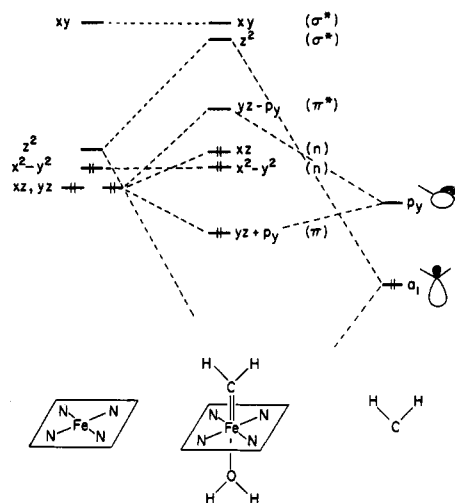 xy xy (σ*)
z² (σ*)
yz-py (π*)
z² xz (n)
x²-y² x²-y² (n)
xz, yz py
yz+py (π)
a₁
H H
C
N N
Fe
N N
N N
Fe
N N
O
H H
H H
C